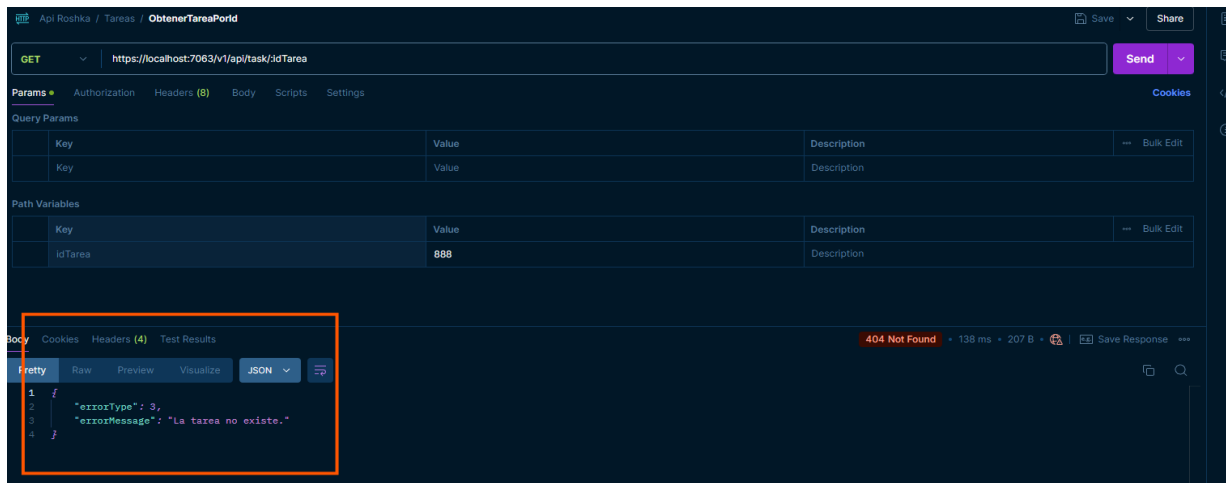 HTTP Api Roshka / Tareas / ObtenerTareaPorId Save Share
GET https://localhost:7063/v1/api/task/:idTarea Send
Params Authorization Headers (8) Body Scripts Settings Cookies
Query Params
Key Value Description Bulk Edit
Key Value Description
Path Variables
Key Value Description Bulk Edit
idTarea 888 Description
Body Cookies Headers (4) Test Results 404 Not Found 138 ms 207 B Save Response
Pretty Raw Preview Visualize JSON
1 {
2 "errorType": 3,
3 "errorMessage": "La tarea no existe."
4 }